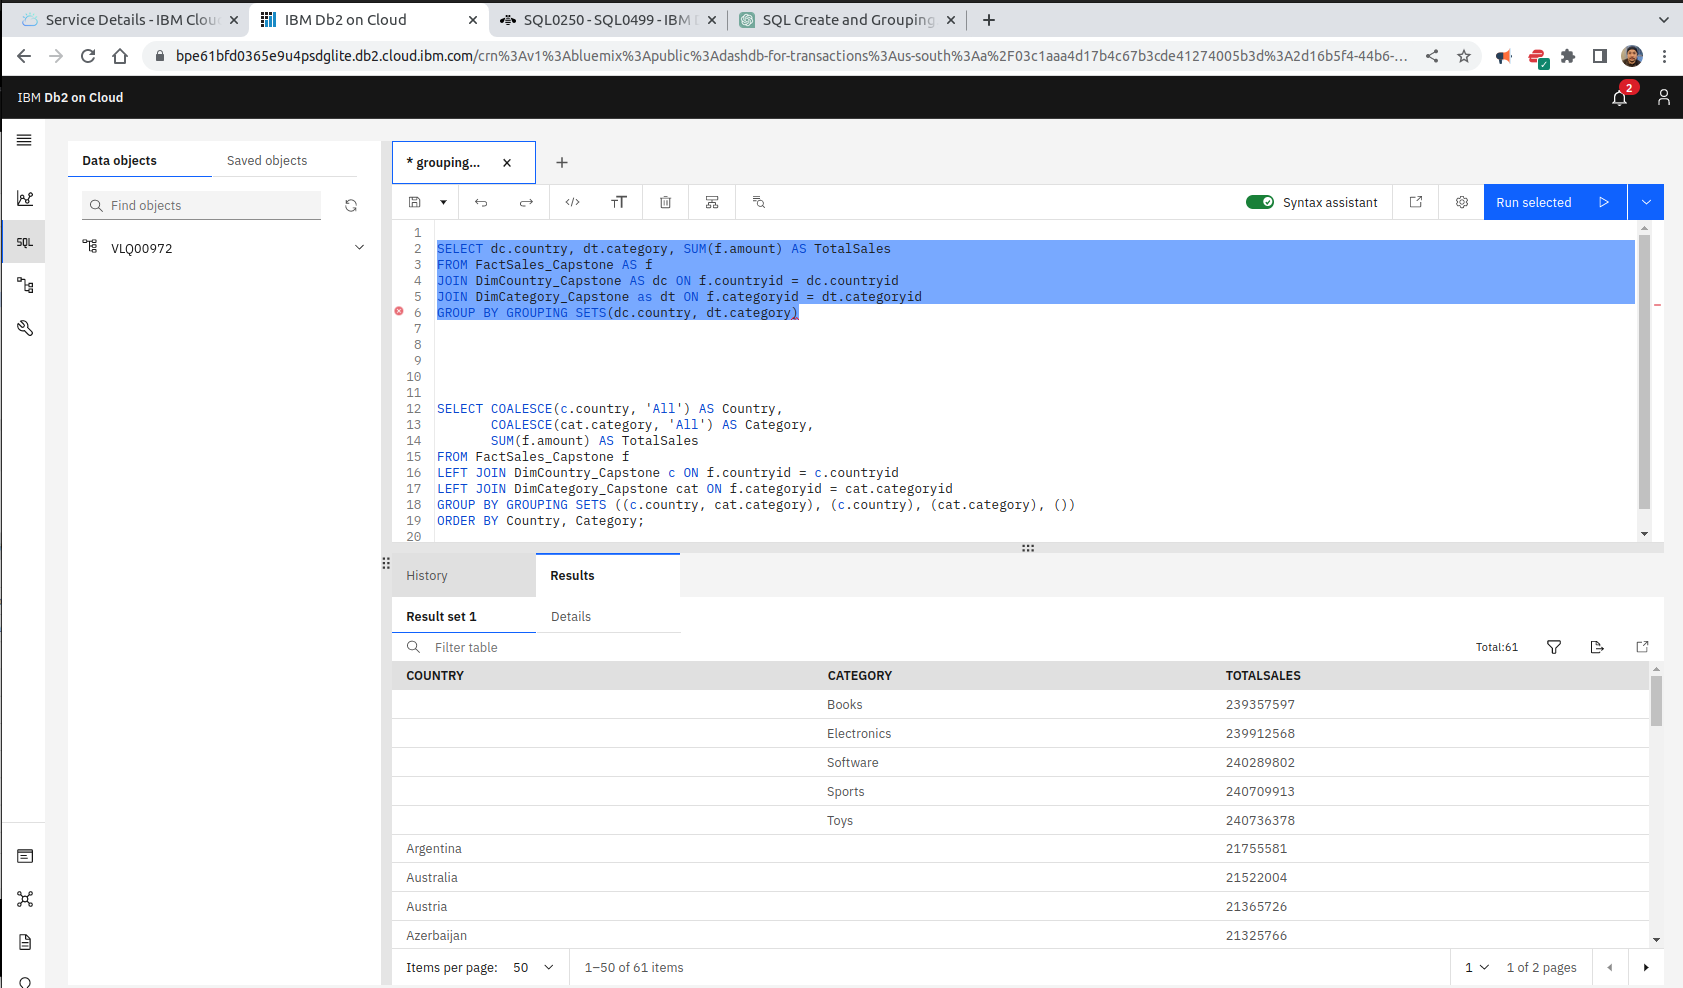 Service Details - IBM Clou
IBM Db2 on Cloud
SQL0250 - SQL0499 - IBM D
SQL Create and Grouping
bpe61bfd0365e9u4psdglite.db2.cloud.ibm.com/crn%3Av1%3Abluemix%3Apublic%3Adashdb-for-transactions%3Aus-south%3Aa%2F03c1aaa4d17b4c67b3cde41274005b3d%3A2d16b5f4-44b6-...
IBM Db2 on Cloud
2
Data objects
Saved objects
Find objects
VLQ00972
SQL
* grouping...
Syntax assistant
Run selected
1
2 SELECT dc.country, dt.category, SUM(f.amount) AS TotalSales
3 FROM FactSales_Capstone AS f
4 JOIN DimCountry_Capstone AS dc ON f.countryid = dc.countryid
5 JOIN DimCategory_Capstone as dt ON f.categoryid = dt.categoryid
6 GROUP BY GROUPING SETS(dc.country, dt.category)
7
8
9
10
11
12 SELECT COALESCE(c.country, 'All') AS Country,
13 COALESCE(cat.category, 'All') AS Category,
14 SUM(f.amount) AS TotalSales
15 FROM FactSales_Capstone f
16 LEFT JOIN DimCountry_Capstone c ON f.countryid = c.countryid
17 LEFT JOIN DimCategory_Capstone cat ON f.categoryid = cat.categoryid
18 GROUP BY GROUPING SETS ((c.country, cat.category), (c.country), (cat.category), ())
19 ORDER BY Country, Category;
20
History
Results
Result set 1
Details
Filter table
Total:61
COUNTRY CATEGORY TOTALSALES
Books 239357597
Electronics 239912568
Software 240289802
Sports 240709913
Toys 240736378
Argentina 21755581
Australia 21522004
Austria 21365726
Azerbaijan 21325766
Items per page: 50
1–50 of 61 items
1
1 of 2 pages